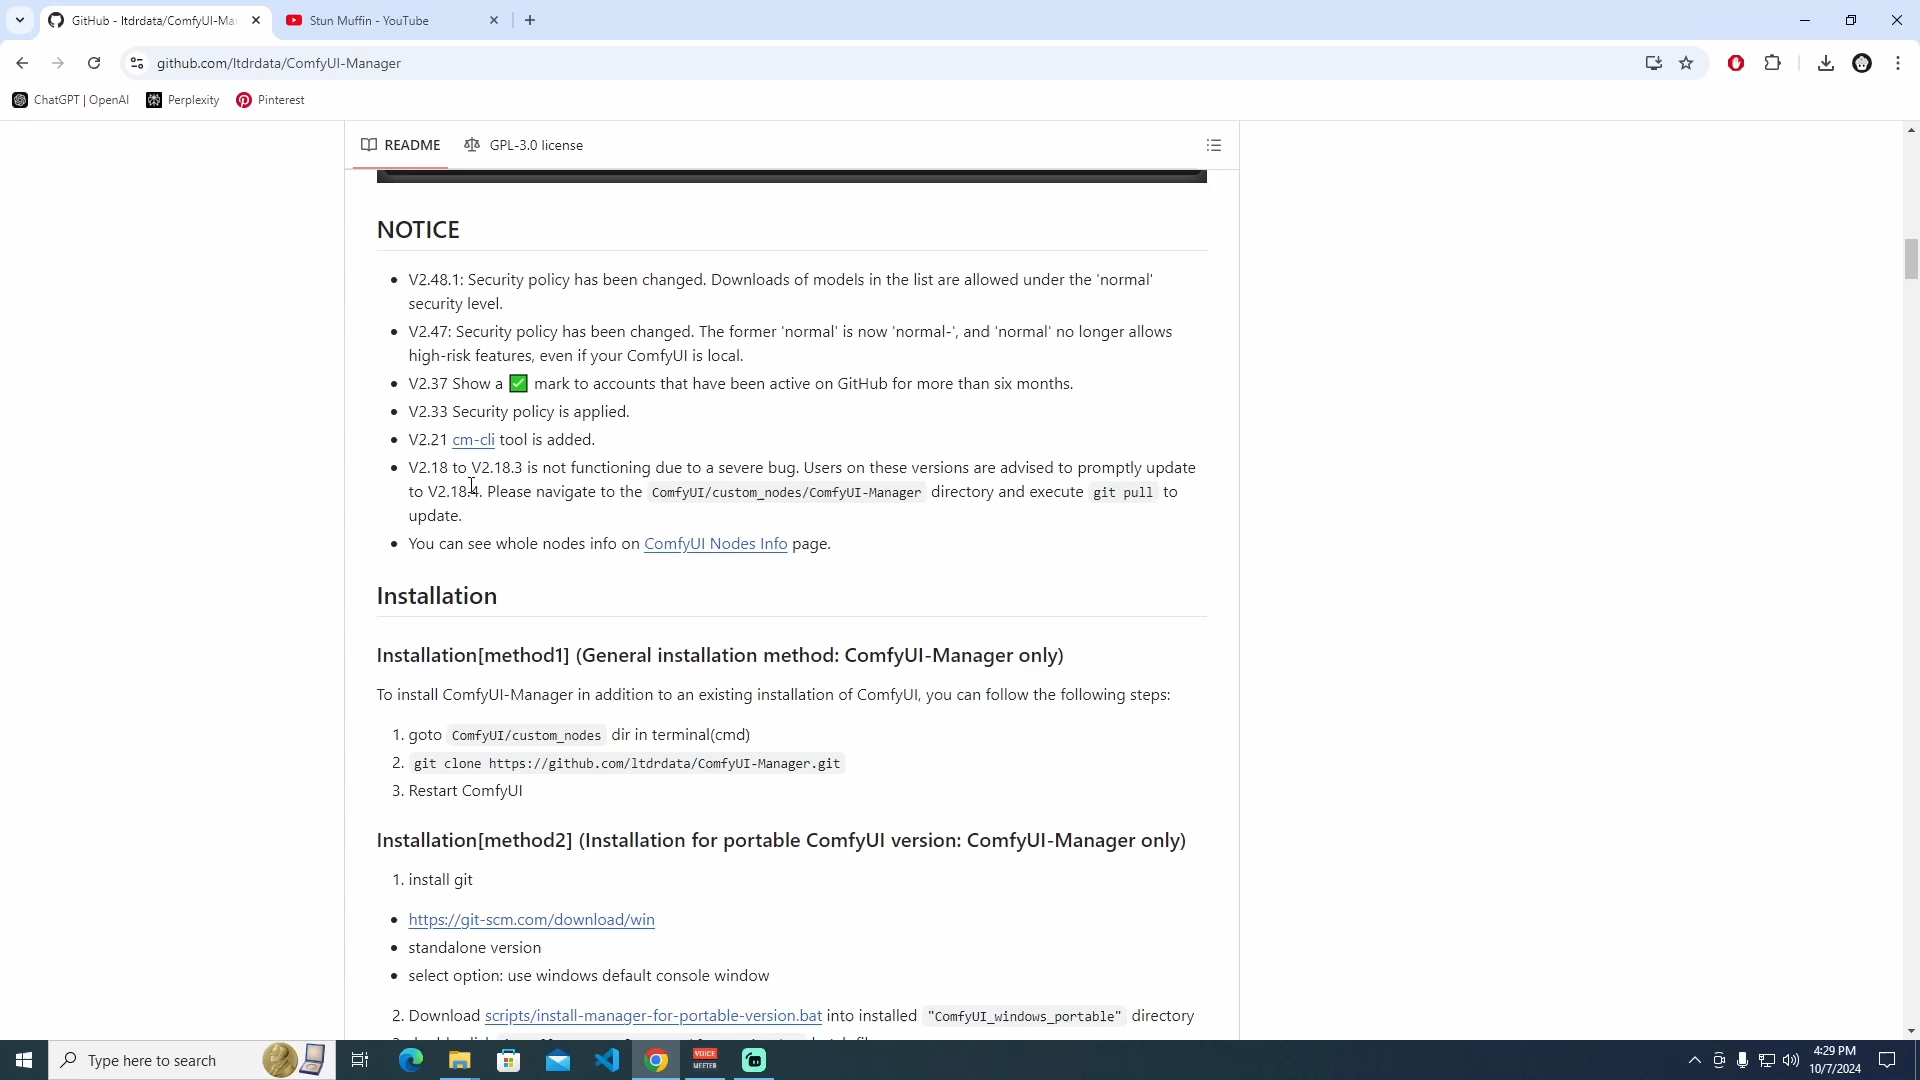 GitHub - ltdrdata/ComfyUI-Ma
Stun Muffin - YouTube
github.com/ltdrdata/ComfyUI-Manager
ChatGPT | OpenAI
Perplexity
Pinterest
README
GPL-3.0 license
NOTICE
V2.48.1: Security policy has been changed. Downloads of models in the list are allowed under the 'normal'
security level.
V2.47: Security policy has been changed. The former 'normal' is now 'normal-', and 'normal' no longer allows
high-risk features, even if your ComfyUI is local.
V2.37 Show a ✅ mark to accounts that have been active on GitHub for more than six months.
V2.33 Security policy is applied.
V2.21 cm-cli tool is added.
V2.18 to V2.18.3 is not functioning due to a severe bug. Users on these versions are advised to promptly update
to V2.18.4. Please navigate to the ComfyUI/custom_nodes/ComfyUI-Manager directory and execute git pull to
update.
You can see whole nodes info on ComfyUI Nodes Info page.
Installation
Installation[method1] (General installation method: ComfyUI-Manager only)
To install ComfyUI-Manager in addition to an existing installation of ComfyUI, you can follow the following steps:
1. goto ComfyUI/custom_nodes dir in terminal(cmd)
2. git clone https://github.com/ltdrdata/ComfyUI-Manager.git
3. Restart ComfyUI
Installation[method2] (Installation for portable ComfyUI version: ComfyUI-Manager only)
1. install git
https://git-scm.com/download/win
standalone version
select option: use windows default console window
2. Download scripts/install-manager-for-portable-version.bat into installed "ComfyUI_windows_portable" directory
Type here to search
VOICE
MEETER
4:29 PM
10/7/2024